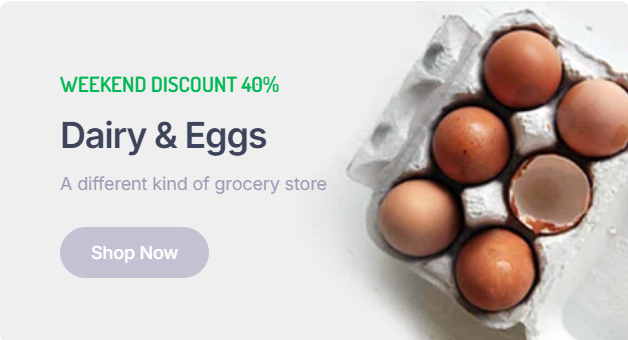 WEEKEND DISCOUNT 40%
Dairy & Eggs
A different kind of grocery store
Shop Now